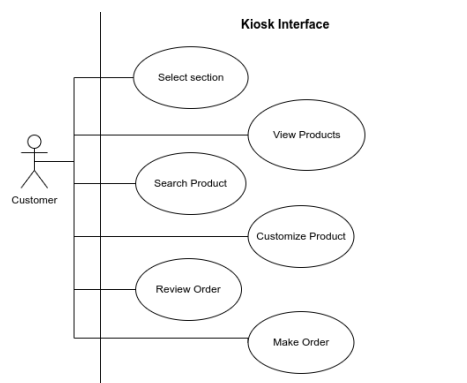 Kiosk Interface
Select section
View Products
Search Product
Customer
Customize Product
Review Order
Make Order